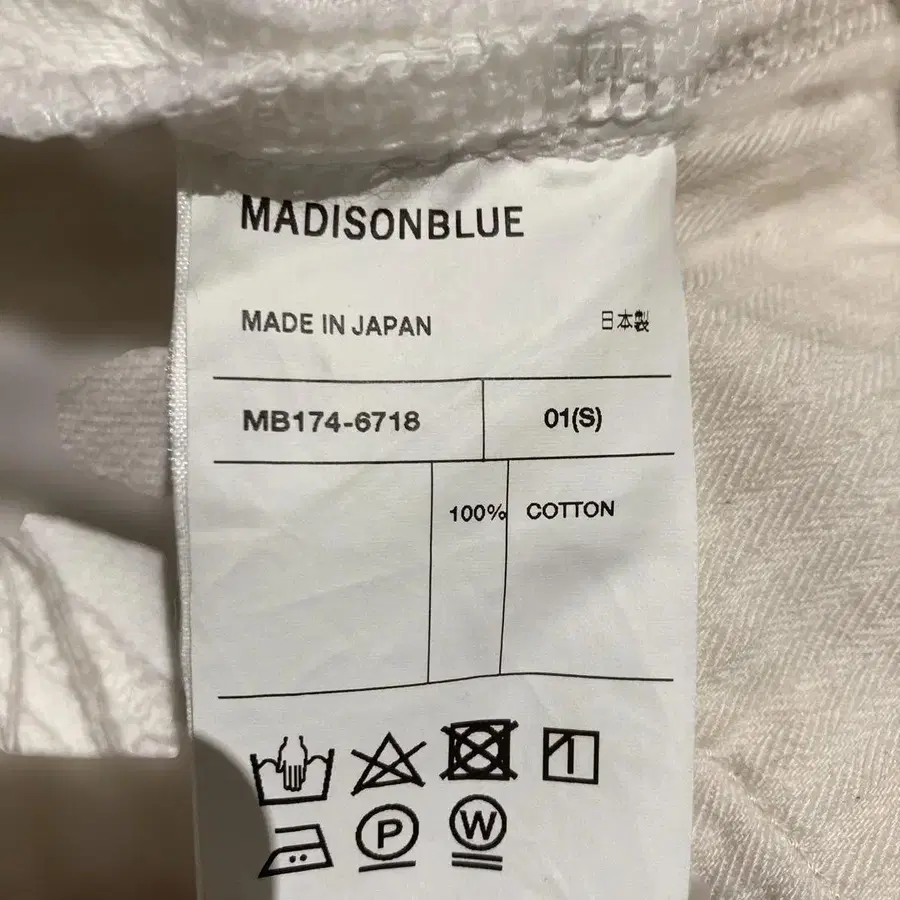 MADISONBLUE
MADE IN JAPAN 日本製
MB174-6718 01(S)
100% COTTON
P W